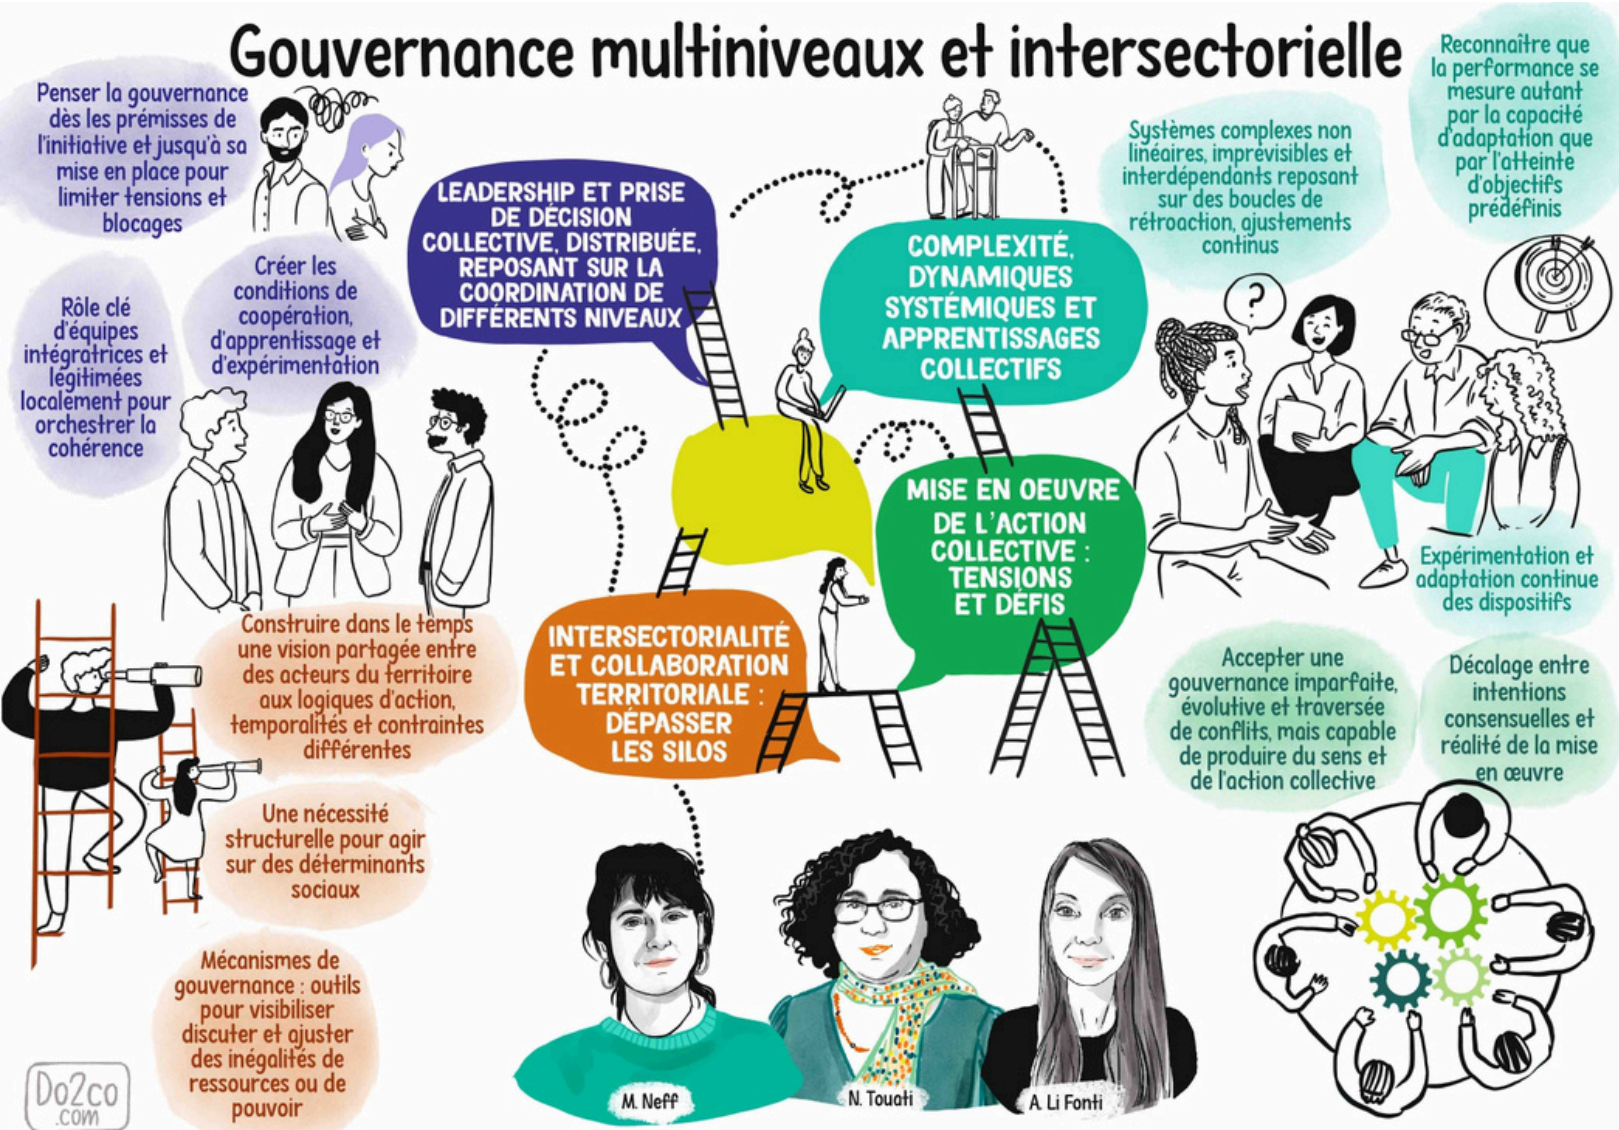 Gouvernance multiniveaux et intersectorielle
Penser la gouvernance
dès les prémisses de
l'initiative et jusqu'à sa
mise en place pour
limiter tensions et
blocages
Créer les
conditions de
coopération,
d'apprentissage et
d'expérimentation
Rôle clé
d'équipes
intégratrices et
légitimées
localement pour
orchestrer la
cohérence
LEADERSHIP ET PRISE
DE DÉCISION
COLLECTIVE, DISTRIBUÉE,
REPOSANT SUR LA
COORDINATION DE
DIFFÉRENTS NIVEAUX
COMPLEXITÉ,
DYNAMIQUES
SYSTÉMIQUES ET
APPRENTISSAGES
COLLECTIFS
Systèmes complexes non
linéaires, imprévisibles et
interdépendants reposant
sur des boucles de
rétroaction, ajustements
continus
Reconnaître que
la performance se
mesure autant
par la capacité
d'adaptation que
par l'atteinte
d'objectifs
prédéfinis
?
Expérimentation et
adaptation continue
des dispositifs
MISE EN OEUVRE
DE L'ACTION
COLLECTIVE :
TENSIONS
ET DÉFIS
Accepter une
gouvernance imparfaite,
évolutive et traversée
de conflits, mais capable
de produire du sens et
de l'action collective
Décalage entre
intentions
consensuelles et
réalité de la mise
en œuvre
INTERSECTORIALITÉ
ET COLLABORATION
TERRITORIALE :
DÉPASSER
LES SILOS
Construire dans le temps
une vision partagée entre
des acteurs du territoire
aux logiques d'action,
temporalités et contraintes
différentes
Une nécessité
structurelle pour agir
sur des déterminants
sociaux
Mécanismes de
gouvernance : outils
pour visibiliser
discuter et ajuster
des inégalités de
ressources ou de
pouvoir
M. Neff
N. Touati
A. Li Fonti
Do2co
.com